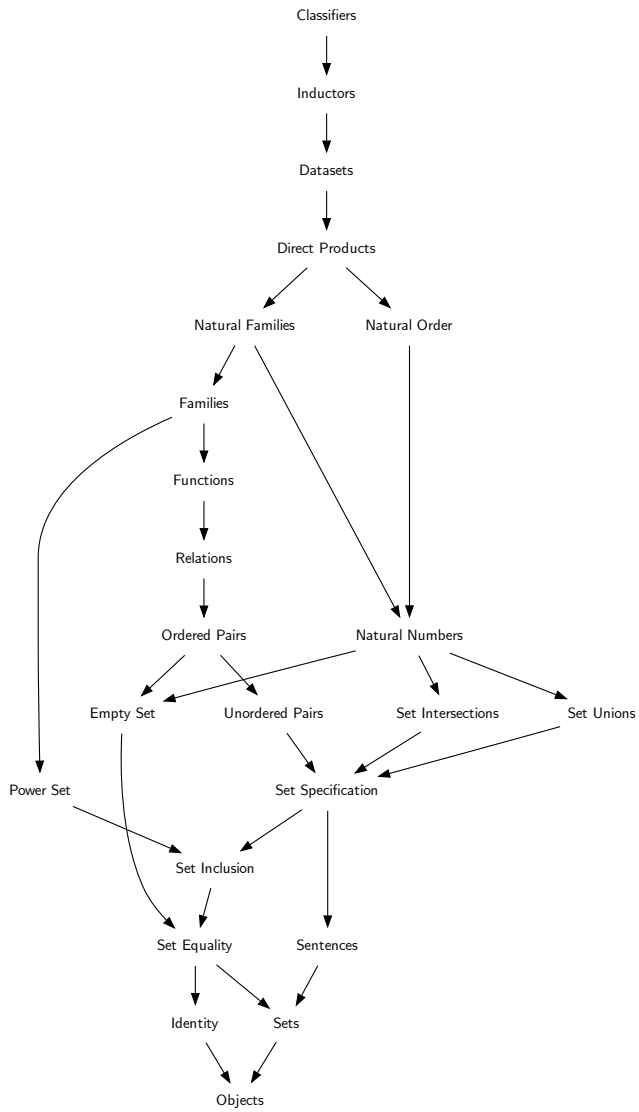 Classifiers
Inductors
Datasets
Direct Products
Natural Families
Natural Order
Families
Functions
Relations
Ordered Pairs
Natural Numbers
Empty Set
Unordered Pairs
Set Intersections
Set Unions
Power Set
Set Specification
Set Inclusion
Set Equality
Sentences
Identity
Sets
Objects